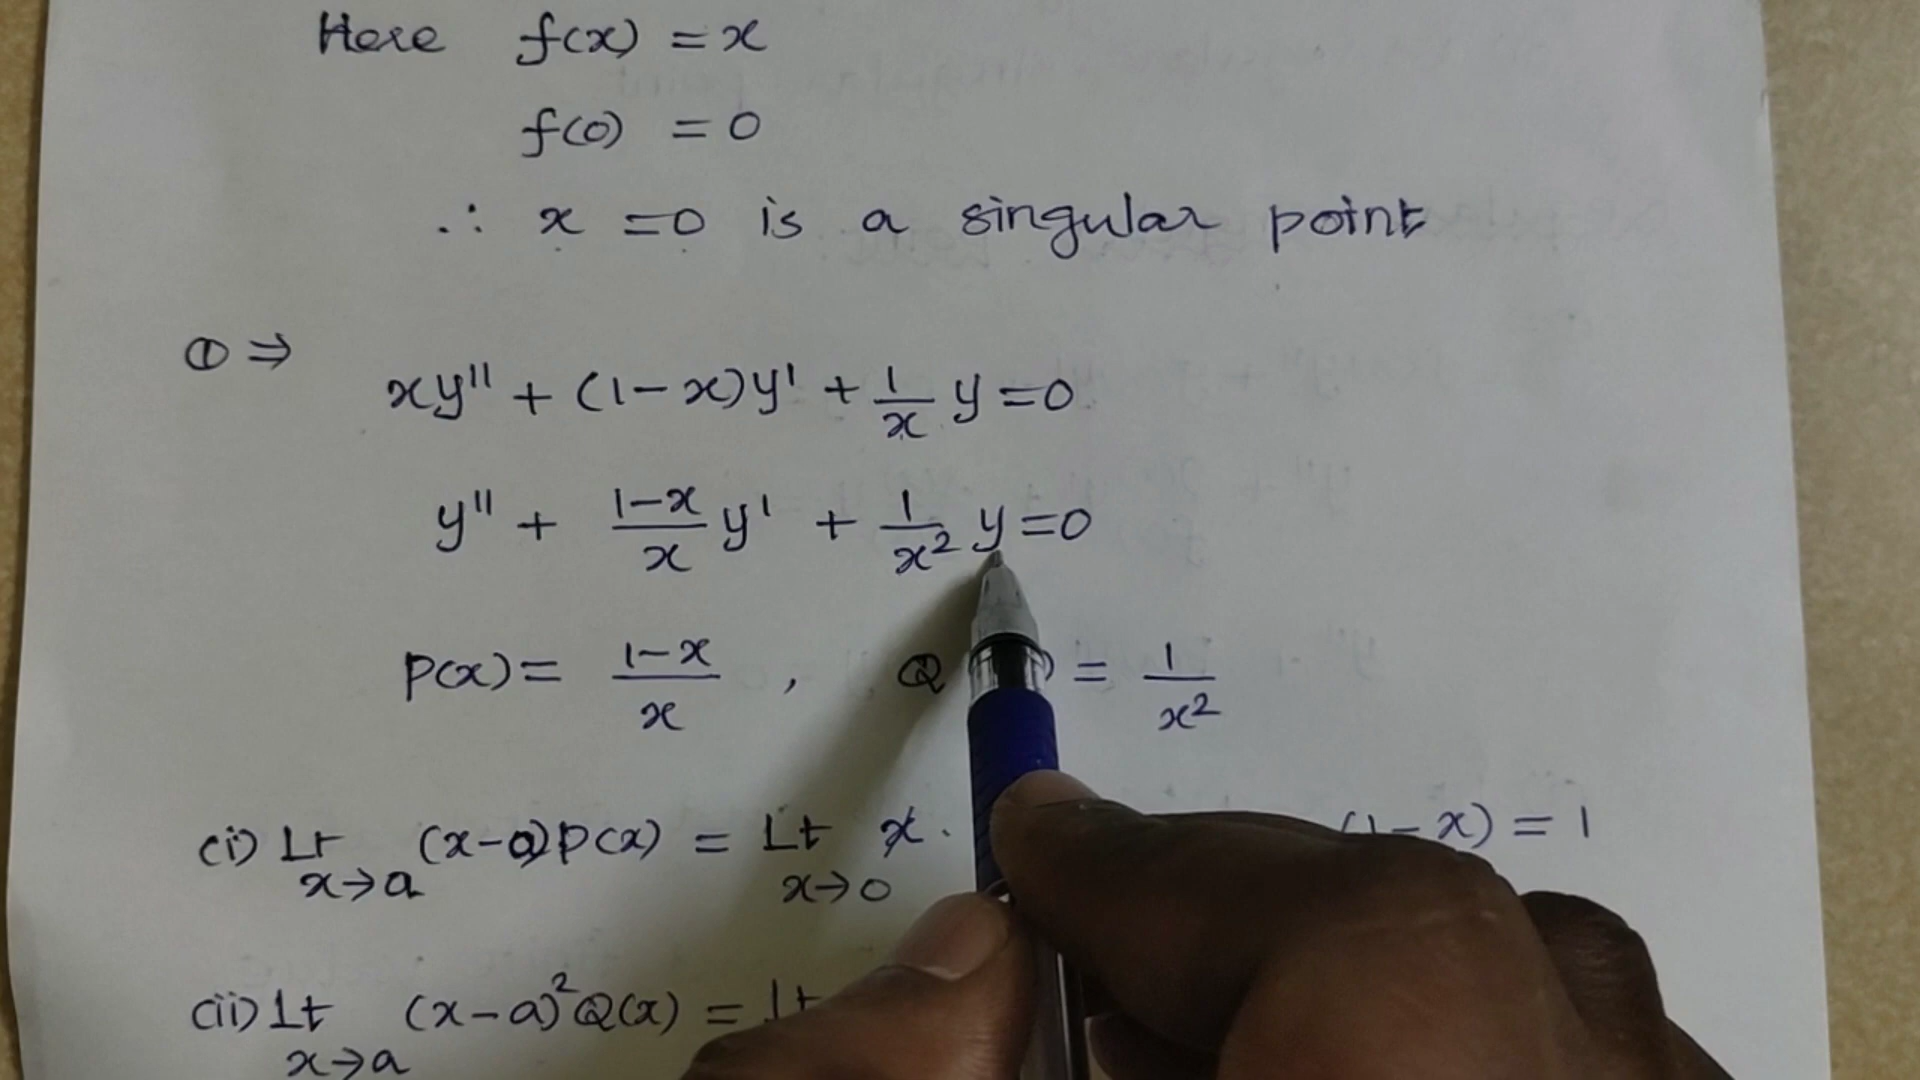 Here f(x) = x
f(0) = 0
∴ x = 0 is a singular point
① ⇒
xy'' + (1-x)y' + 1/x y = 0
y'' + (1-x)/x y' + 1/x² y = 0
P(x) = (1-x)/x , Q = 1/x²
(i) Lt x→a (x-a)P(x) = Lt x→0 x. (1-x) = 1
(ii) Lt x→a (x-a)²Q(x) = Lt